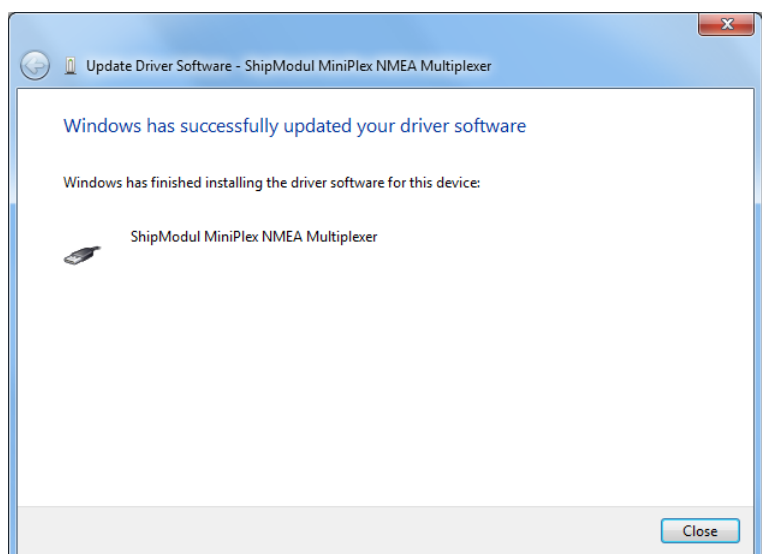 Update Driver Software - ShipModul MiniPlex NMEA Multiplexer
Windows has successfully updated your driver software
Windows has finished installing the driver software for this device:
ShipModul MiniPlex NMEA Multiplexer
Close